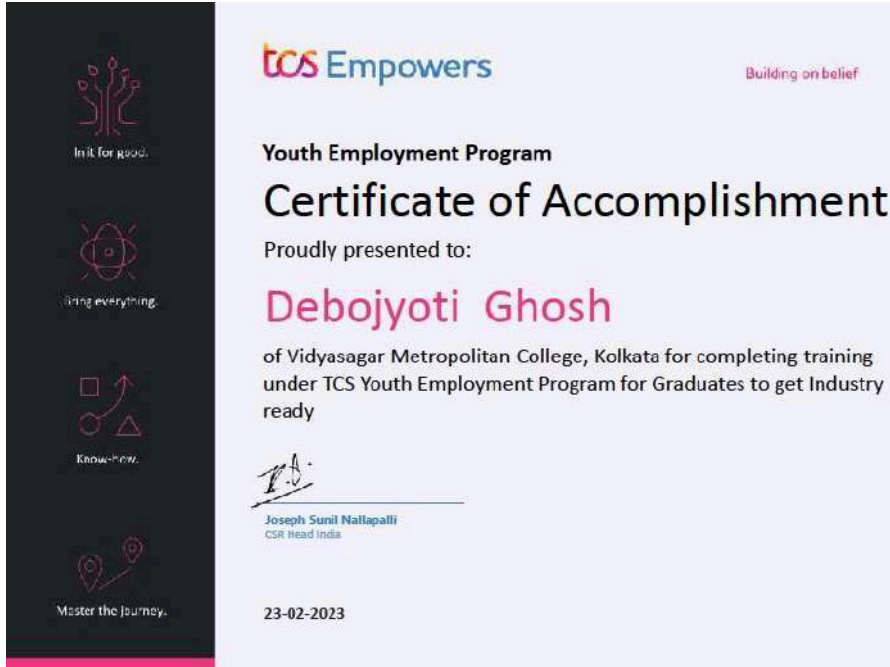 In it for good.
Bring everything.
Know-how.
Master the journey.
tcs Empowers
Building on belief
Youth Employment Program
Certificate of Accomplishment
Proudly presented to:
Debojyoti Ghosh
of Vidyasagar Metropolitan College, Kolkata for completing training
under TCS Youth Employment Program for Graduates to get Industry
ready
Joseph Sunil Nallapalli
CSR Head India
23-02-2023